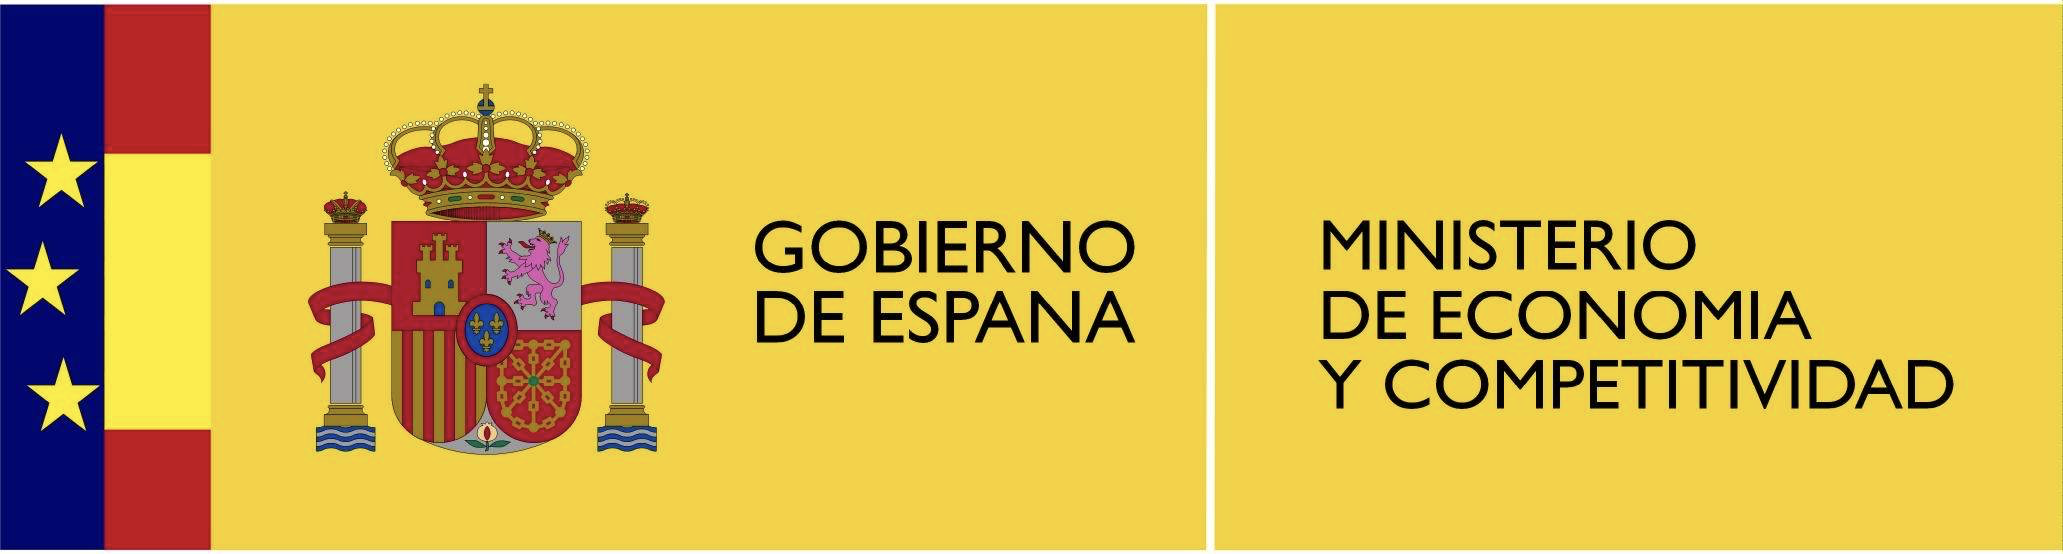 GOBIERNO
DE ESPANA
MINISTERIO
DE ECONOMIA
Y COMPETITIVIDAD